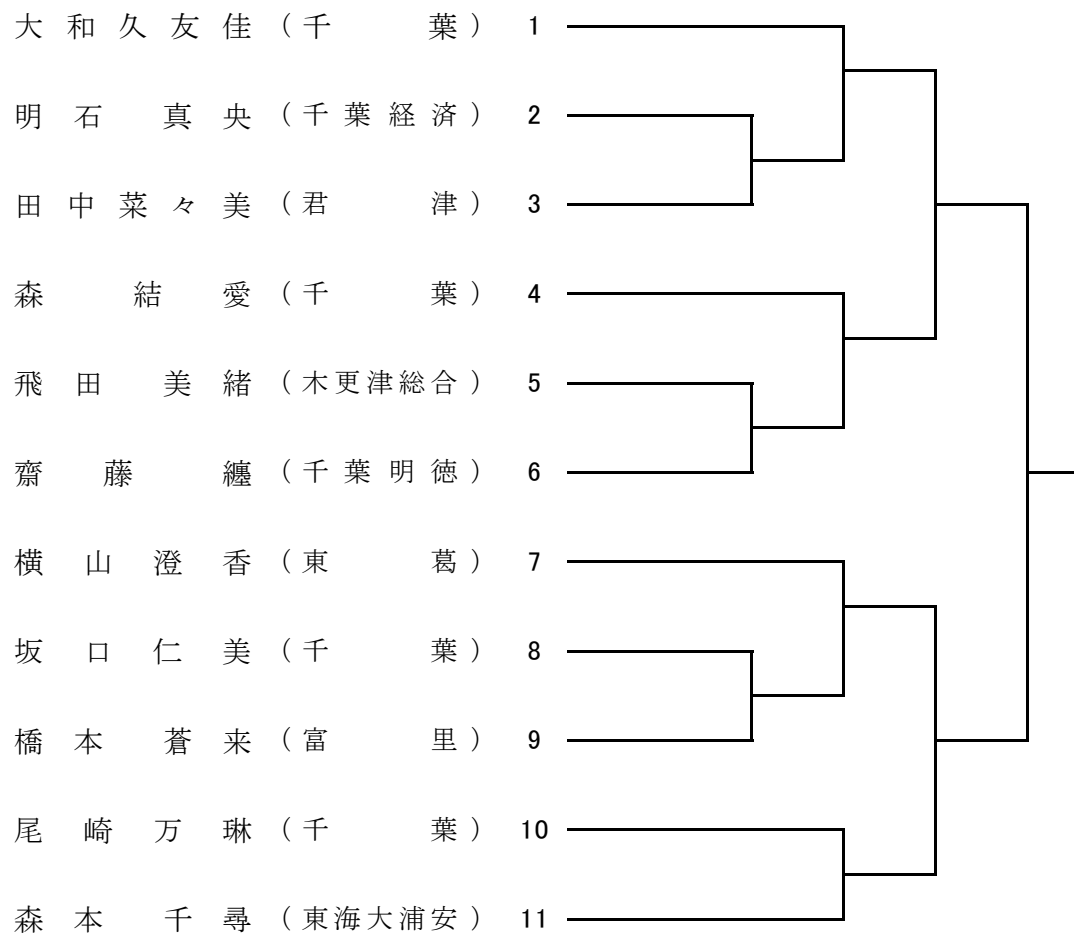 大和久友佳（千葉） 1
明石真央（千葉経済） 2
田中菜々美（君津） 3
森結愛（千葉） 4
飛田美緒（木更津総合） 5
齋藤纏（千葉明徳） 6
横山澄香（東葛） 7
坂口仁美（千葉） 8
橋本蒼来（富里） 9
尾崎万琳（千葉） 10
森本千尋（東海大浦安） 11